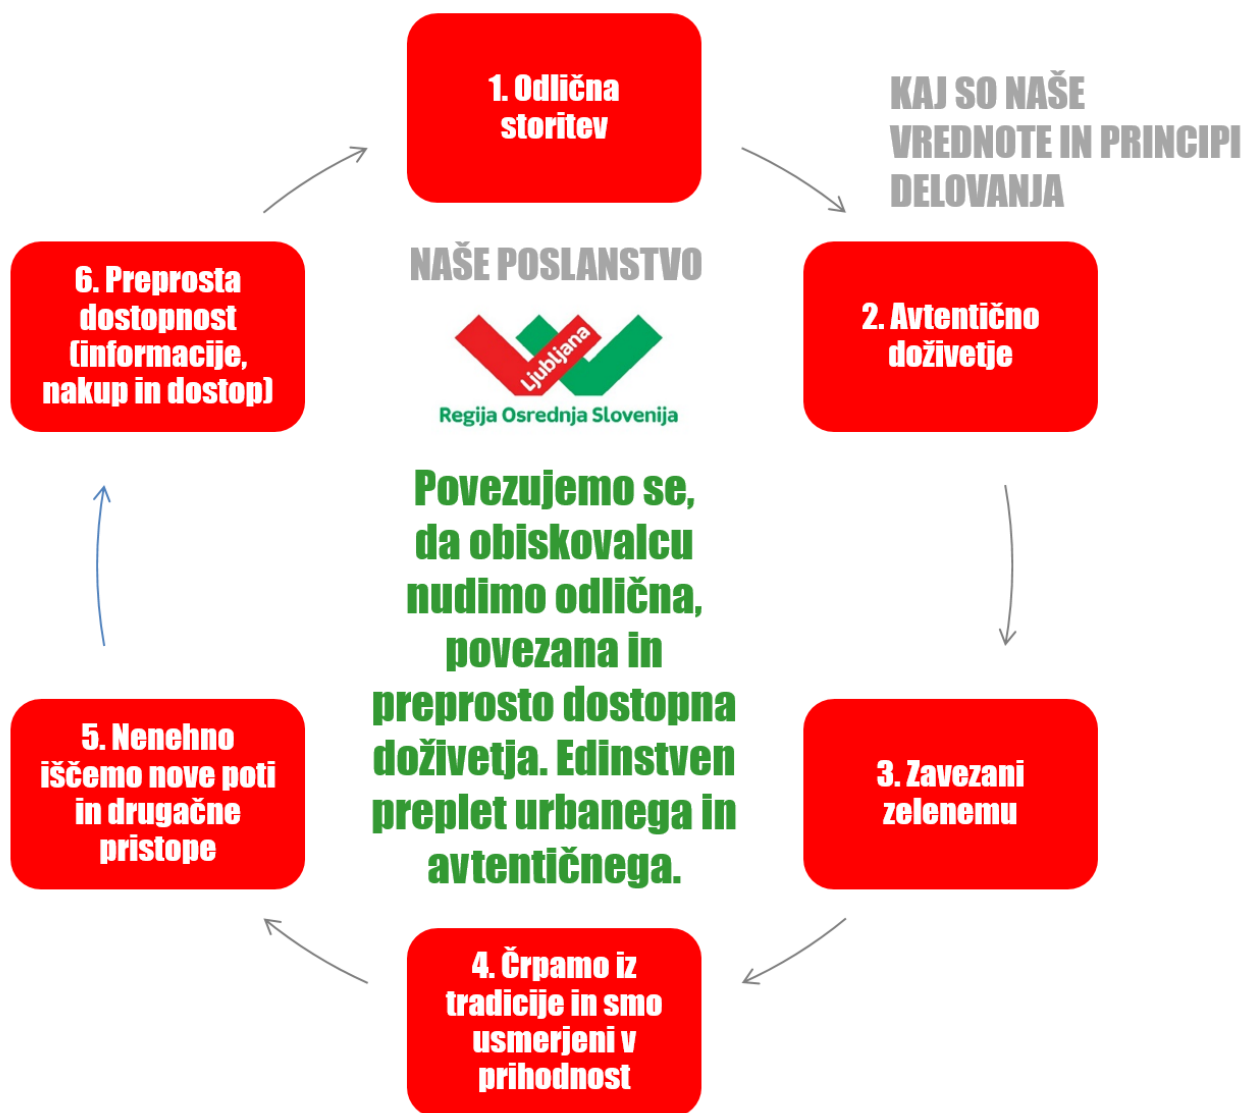 1. Odlična
storitev
KAJ SO NAŠE
VREDNOTE IN PRINCIPI
DELOVANJA
2. Avtentično
doživetje
3. Zavezani
zelenemu
4. Črpamo iz
tradicije in smo
usmerjeni v
prihodnost
5. Nenehno
iščemo nove poti
in drugačne
pristope
6. Preprosta
dostopnost
(informacije,
nakup in dostop)
NAŠE POSLANSTVO
Ljubljana
Regija Osrednja Slovenija
Povezujemo se,
da obiskovalcu
nudimo odlična,
povezana in
preprosto dostopna
doživetja. Edinstven
preplet urbanega in
avtentičnega.